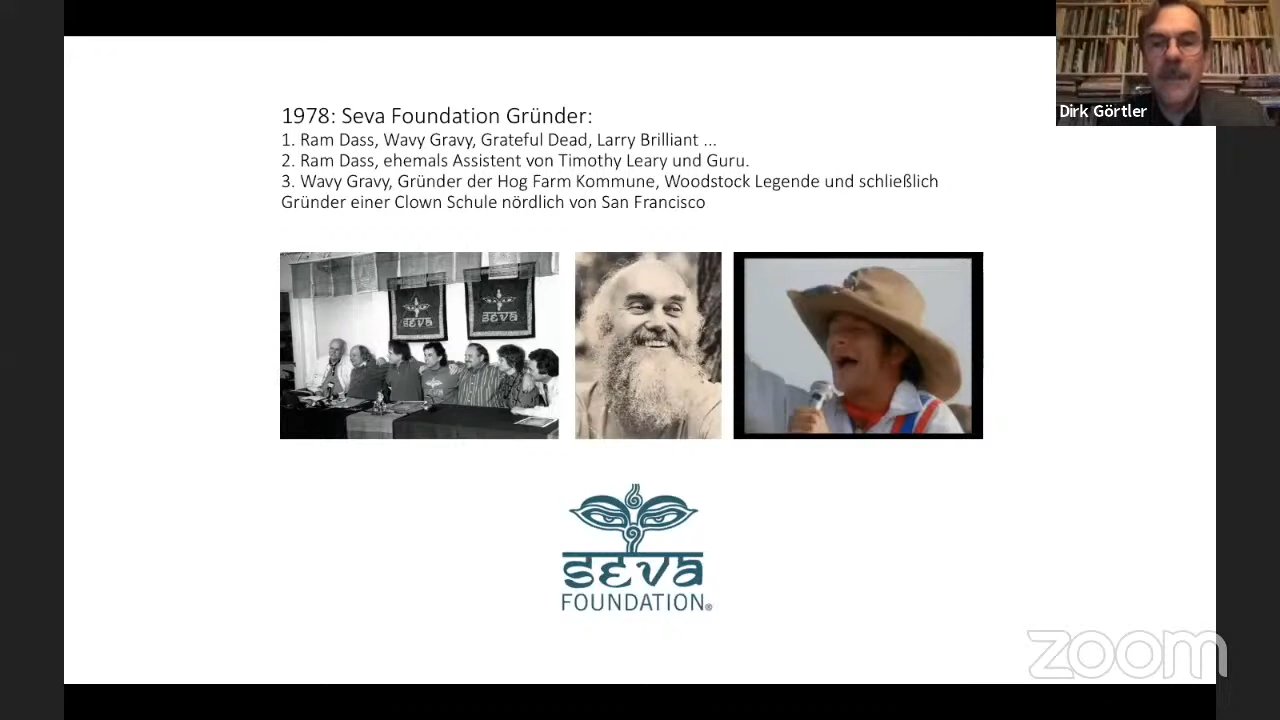 Dirk Görtler
1978: Seva Foundation Gründer:
1. Ram Dass, Wavy Gravy, Grateful Dead, Larry Brilliant ...
2. Ram Dass, ehemals Assistent von Timothy Leary und Guru.
3. Wavy Gravy, Gründer der Hog Farm Kommune, Woodstock Legende und schließlich
Gründer einer Clown Schule nördlich von San Francisco
seva
seva
seva
FOUNDATION®
zoom